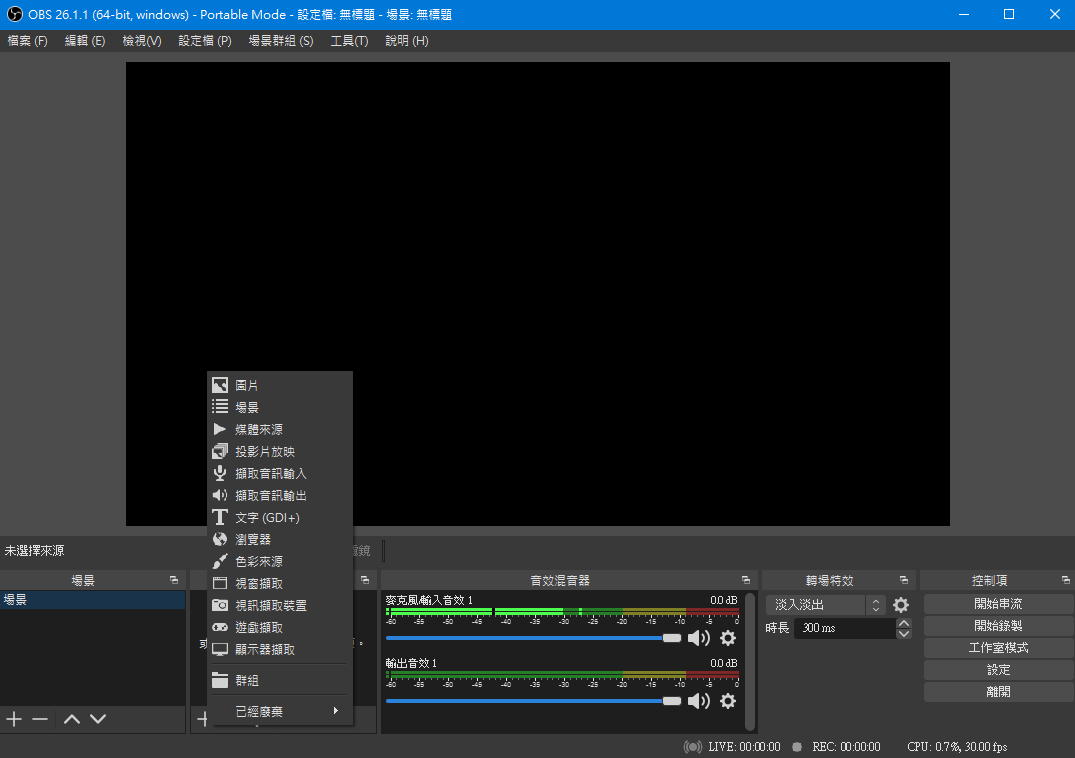 OBS 26.1.1 (64-bit, windows) - Portable Mode - 設定檔: 無標題 - 場景: 無標題
檔案 (F) 編輯 (E) 檢視(V) 設定檔 (P) 場景群組 (S) 工具(T) 說明 (H)
圖片
場景
媒體來源
投影片放映
擷取音訊輸入
擷取音訊輸出
文字 (GDI+)
瀏覽器
色彩來源
視窗擷取
視訊擷取裝置
遊戲擷取
顯示器擷取
群組
已經廢棄
未選擇來源
場景
場景
音效混音器
麥克風/輸入音效 1 0.0 dB
-60 -55 -50 -45 -40 -35 -30 -25 -20 -15 -10 -5 0
輸出音效 1 0.0 dB
-60 -55 -50 -45 -40 -35 -30 -25 -20 -15 -10 -5 0
轉場特效
淡入淡出
時長 300 ms
控制項
開始串流
開始錄製
工作室模式
設定
離開
LIVE: 00:00:00 REC: 00:00:00 CPU: 0.7%, 30.00 fps